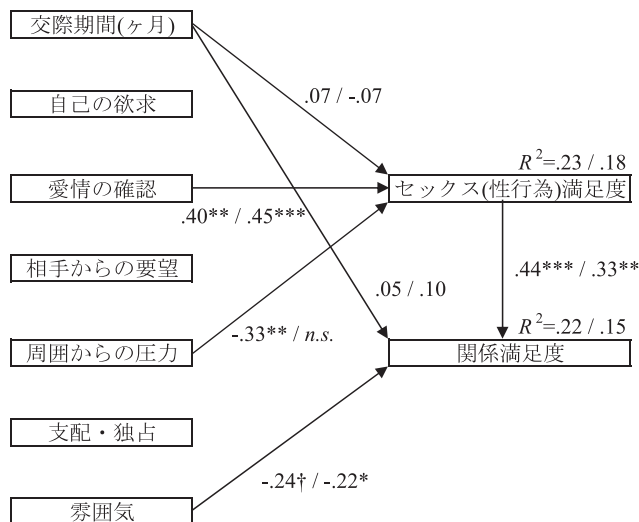 交際期間(ヶ月)
自己の欲求
愛情の確認
相手からの要望
周囲からの圧力
支配・独占
雰囲気
.07 / -.07
.40** / .45***
.05 / .10
-.33** / n.s.
-.24† / -.22*
R²=.23 / .18
セックス(性行為)満足度
.44*** / .33**
R²=.22 / .15
関係満足度